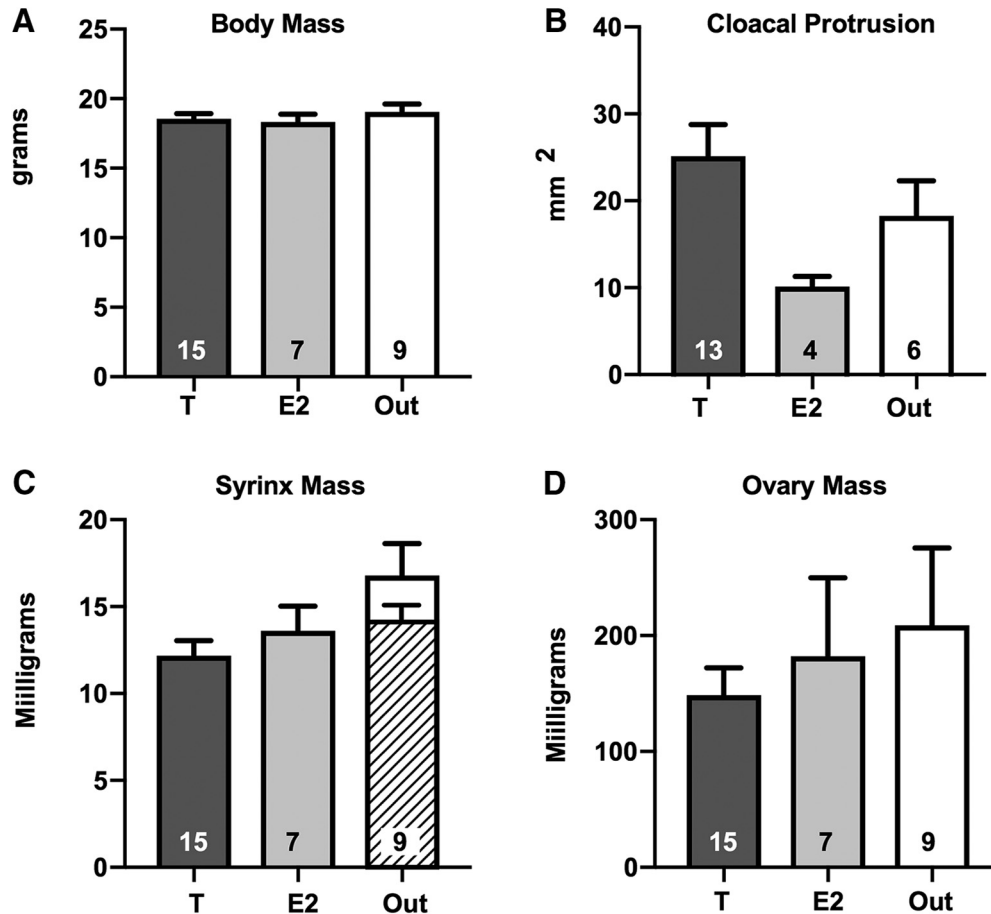 A
Body Mass
grams
25
20
15
10
5
0
15
7
9
T
E2
Out
B
Cloacal Protrusion
mm 2
40
30
20
10
0
13
4
6
T
E2
Out
C
Syrinx Mass
Miilligrams
20
15
10
5
0
15
7
9
T
E2
Out
D
Ovary Mass
Miilligrams
300
200
100
0
15
7
9
T
E2
Out